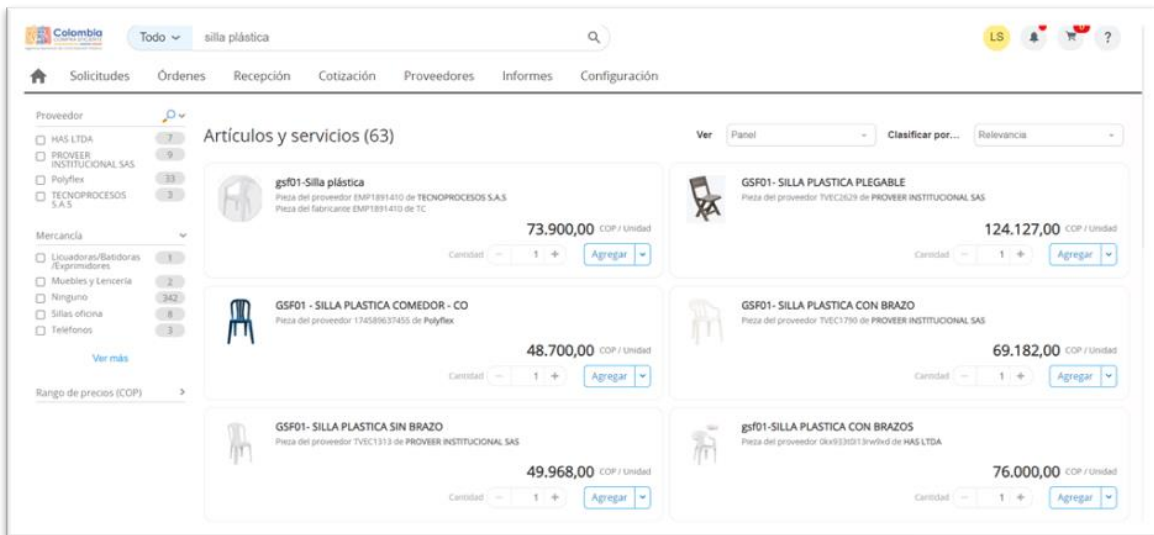 Colombia
COMPRA EFICIENTE
Todo
silla plástica
LS
?
Solicitudes
Órdenes
Recepción
Cotización
Proveedores
Informes
Configuración
Proveedor
HAS LTDA 7
PROVEER
INSTITUCIONAL SAS 9
Polyflex 33
TECNOPROCESOS
S.A.S 3
Mercancía
Licuadoras/Batidoras
/Exprimidores 1
Muebles y Lencería 2
Ninguno 342
Sillas oficina 8
Teléfonos 3
Ver más
Rango de precios (COP)
Artículos y servicios (63)
Ver Panel
Clasificar por... Relevancia
gsf01-Silla plástica
Pieza del proveedor EMP1891410 de TECNOPROCESOS S.A.S
Pieza del fabricante EMP1891410 de TC
73.900,00 COP / Unidad
Cantidad − 1 + Agregar
GSF01- SILLA PLASTICA PLEGABLE
Pieza del proveedor TVEC2629 de PROVEER INSTITUCIONAL SAS
124.127,00 COP / Unidad
Cantidad − 1 + Agregar
GSF01 - SILLA PLASTICA COMEDOR - CO
Pieza del proveedor 174589637455 de Polyflex
48.700,00 COP / Unidad
Cantidad − 1 + Agregar
GSF01- SILLA PLASTICA CON BRAZO
Pieza del proveedor TVEC1790 de PROVEER INSTITUCIONAL SAS
69.182,00 COP / Unidad
Cantidad − 1 + Agregar
GSF01- SILLA PLASTICA SIN BRAZO
Pieza del proveedor TVEC1313 de PROVEER INSTITUCIONAL SAS
49.968,00 COP / Unidad
Cantidad − 1 + Agregar
gsf01-SILLA PLASTICA CON BRAZOS
Pieza del proveedor de HAS LTDA
76.000,00 COP / Unidad
Cantidad − 1 + Agregar